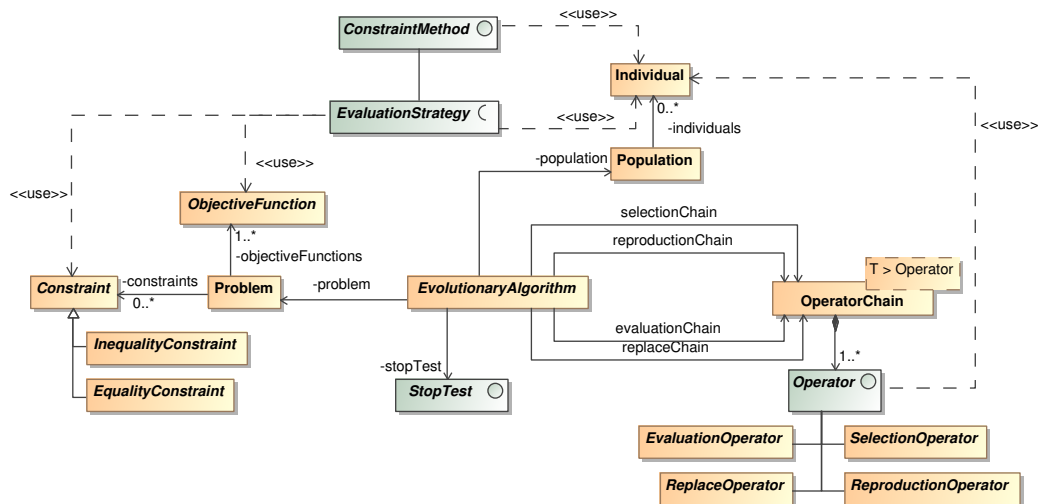 <<use>>
ConstraintMethod
Individual
EvaluationStrategy
<<use>>
0..*
-individuals
<<use>>
-population
Population
<<use>>
<<use>>
ObjectiveFunction
selectionChain
1..*
reproductionChain
-objectiveFunctions
T > Operator
Constraint
-constraints
0..*
Problem
-problem
EvolutionaryAlgorithm
OperatorChain
evaluationChain
replaceChain
InequalityConstraint
-stopTest
1..*
EqualityConstraint
StopTest
Operator
EvaluationOperator
SelectionOperator
ReplaceOperator
ReproductionOperator